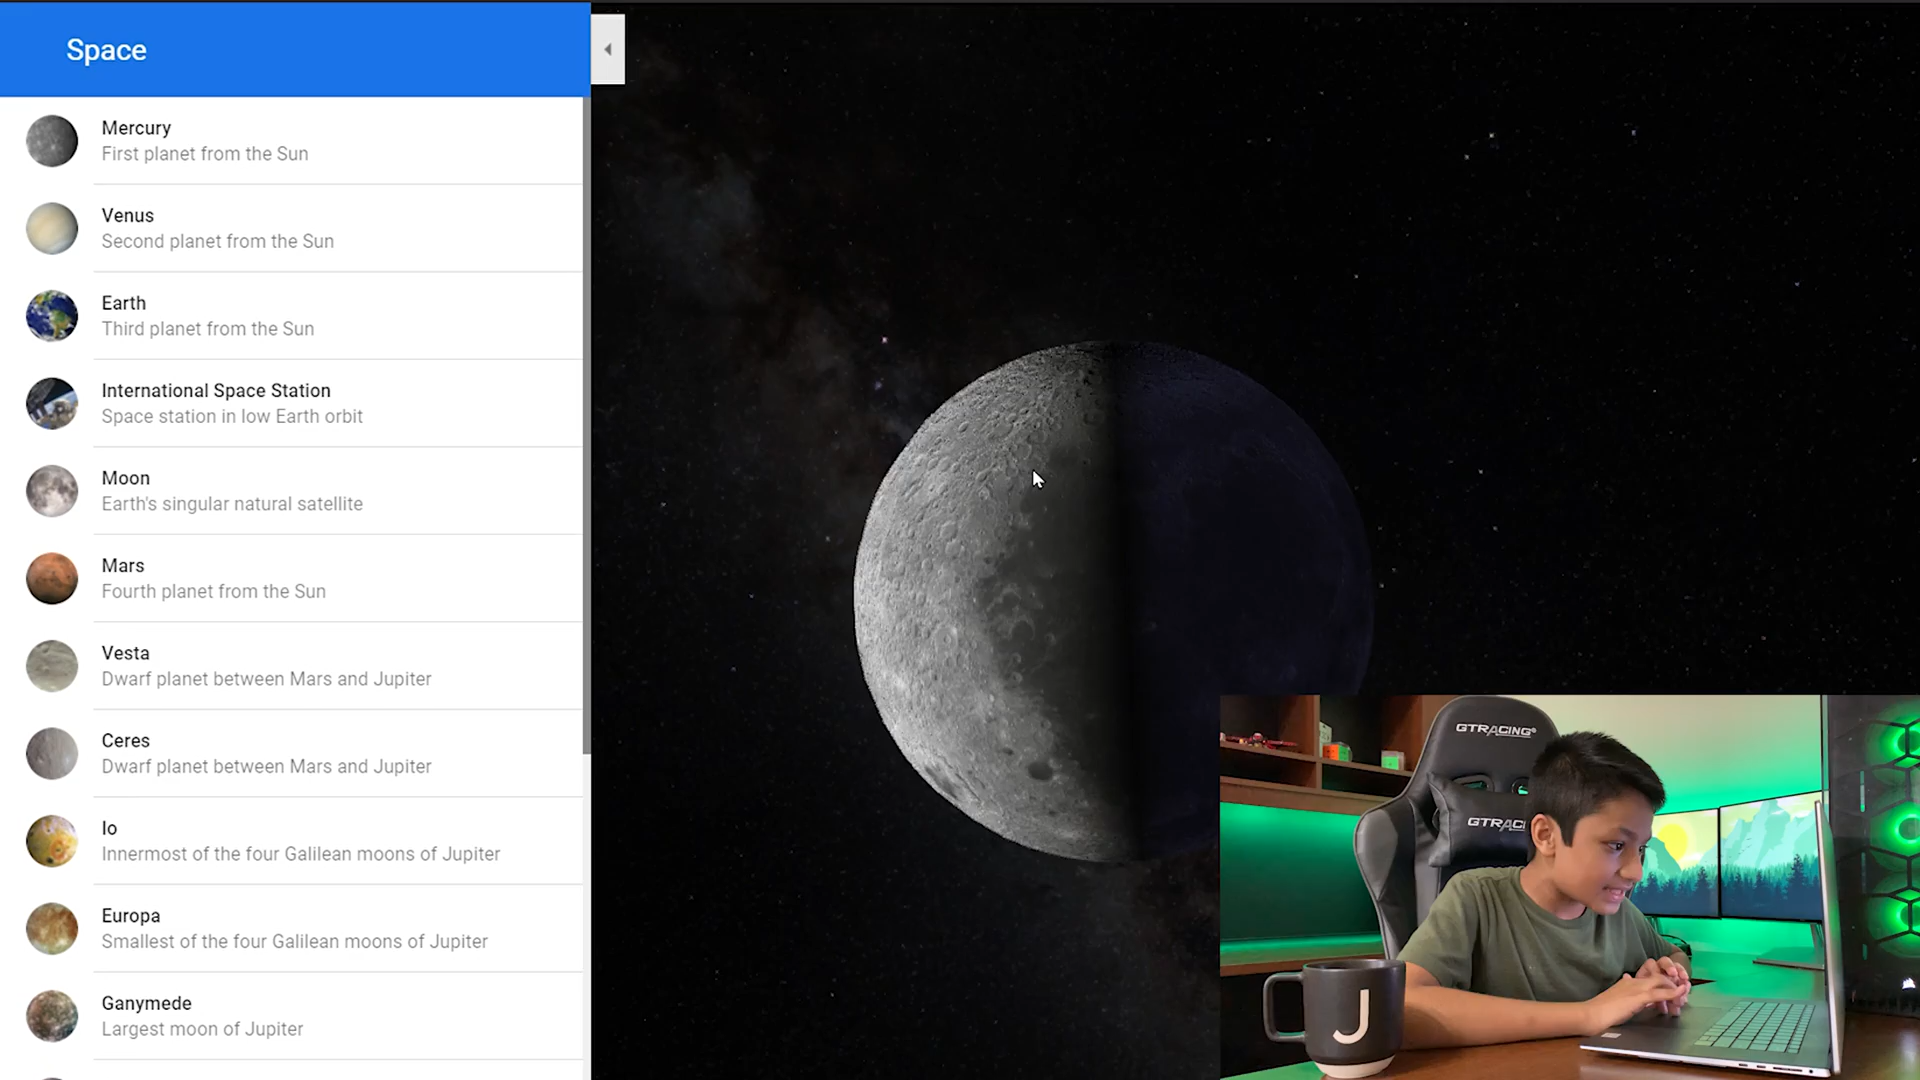 Space
Mercury
First planet from the Sun
Venus
Second planet from the Sun
Earth
Third planet from the Sun
International Space Station
Space station in low Earth orbit
Moon
Earth's singular natural satellite
Mars
Fourth planet from the Sun
Vesta
Dwarf planet between Mars and Jupiter
Ceres
Dwarf planet between Mars and Jupiter
Io
Innermost of the four Galilean moons of Jupiter
Europa
Smallest of the four Galilean moons of Jupiter
Ganymede
Largest moon of Jupiter
GTRACING
GTRACI
J